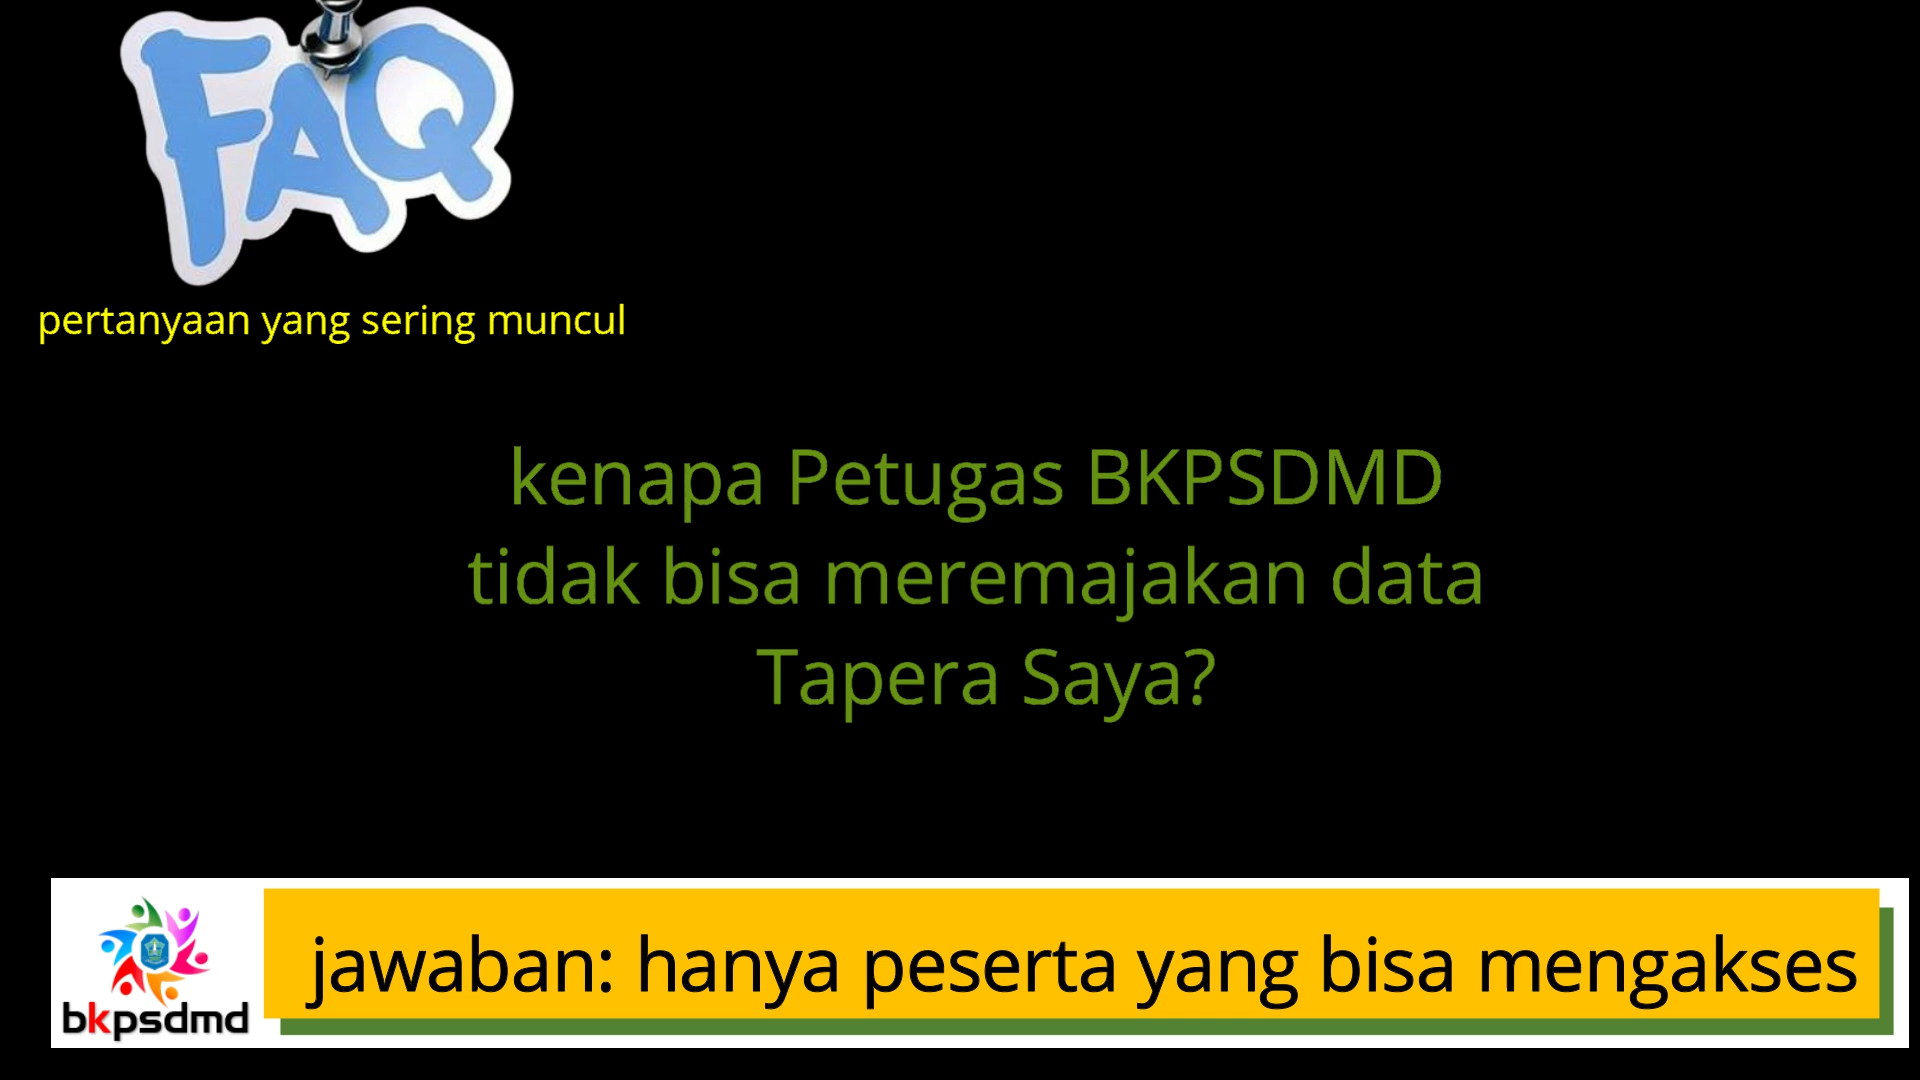 FAQ
pertanyaan yang sering muncul
kenapa Petugas BKPSDMD
tidak bisa meremajakan data
Tapera Saya?
jawaban: hanya peserta yang bisa mengakses
bkpsdmd